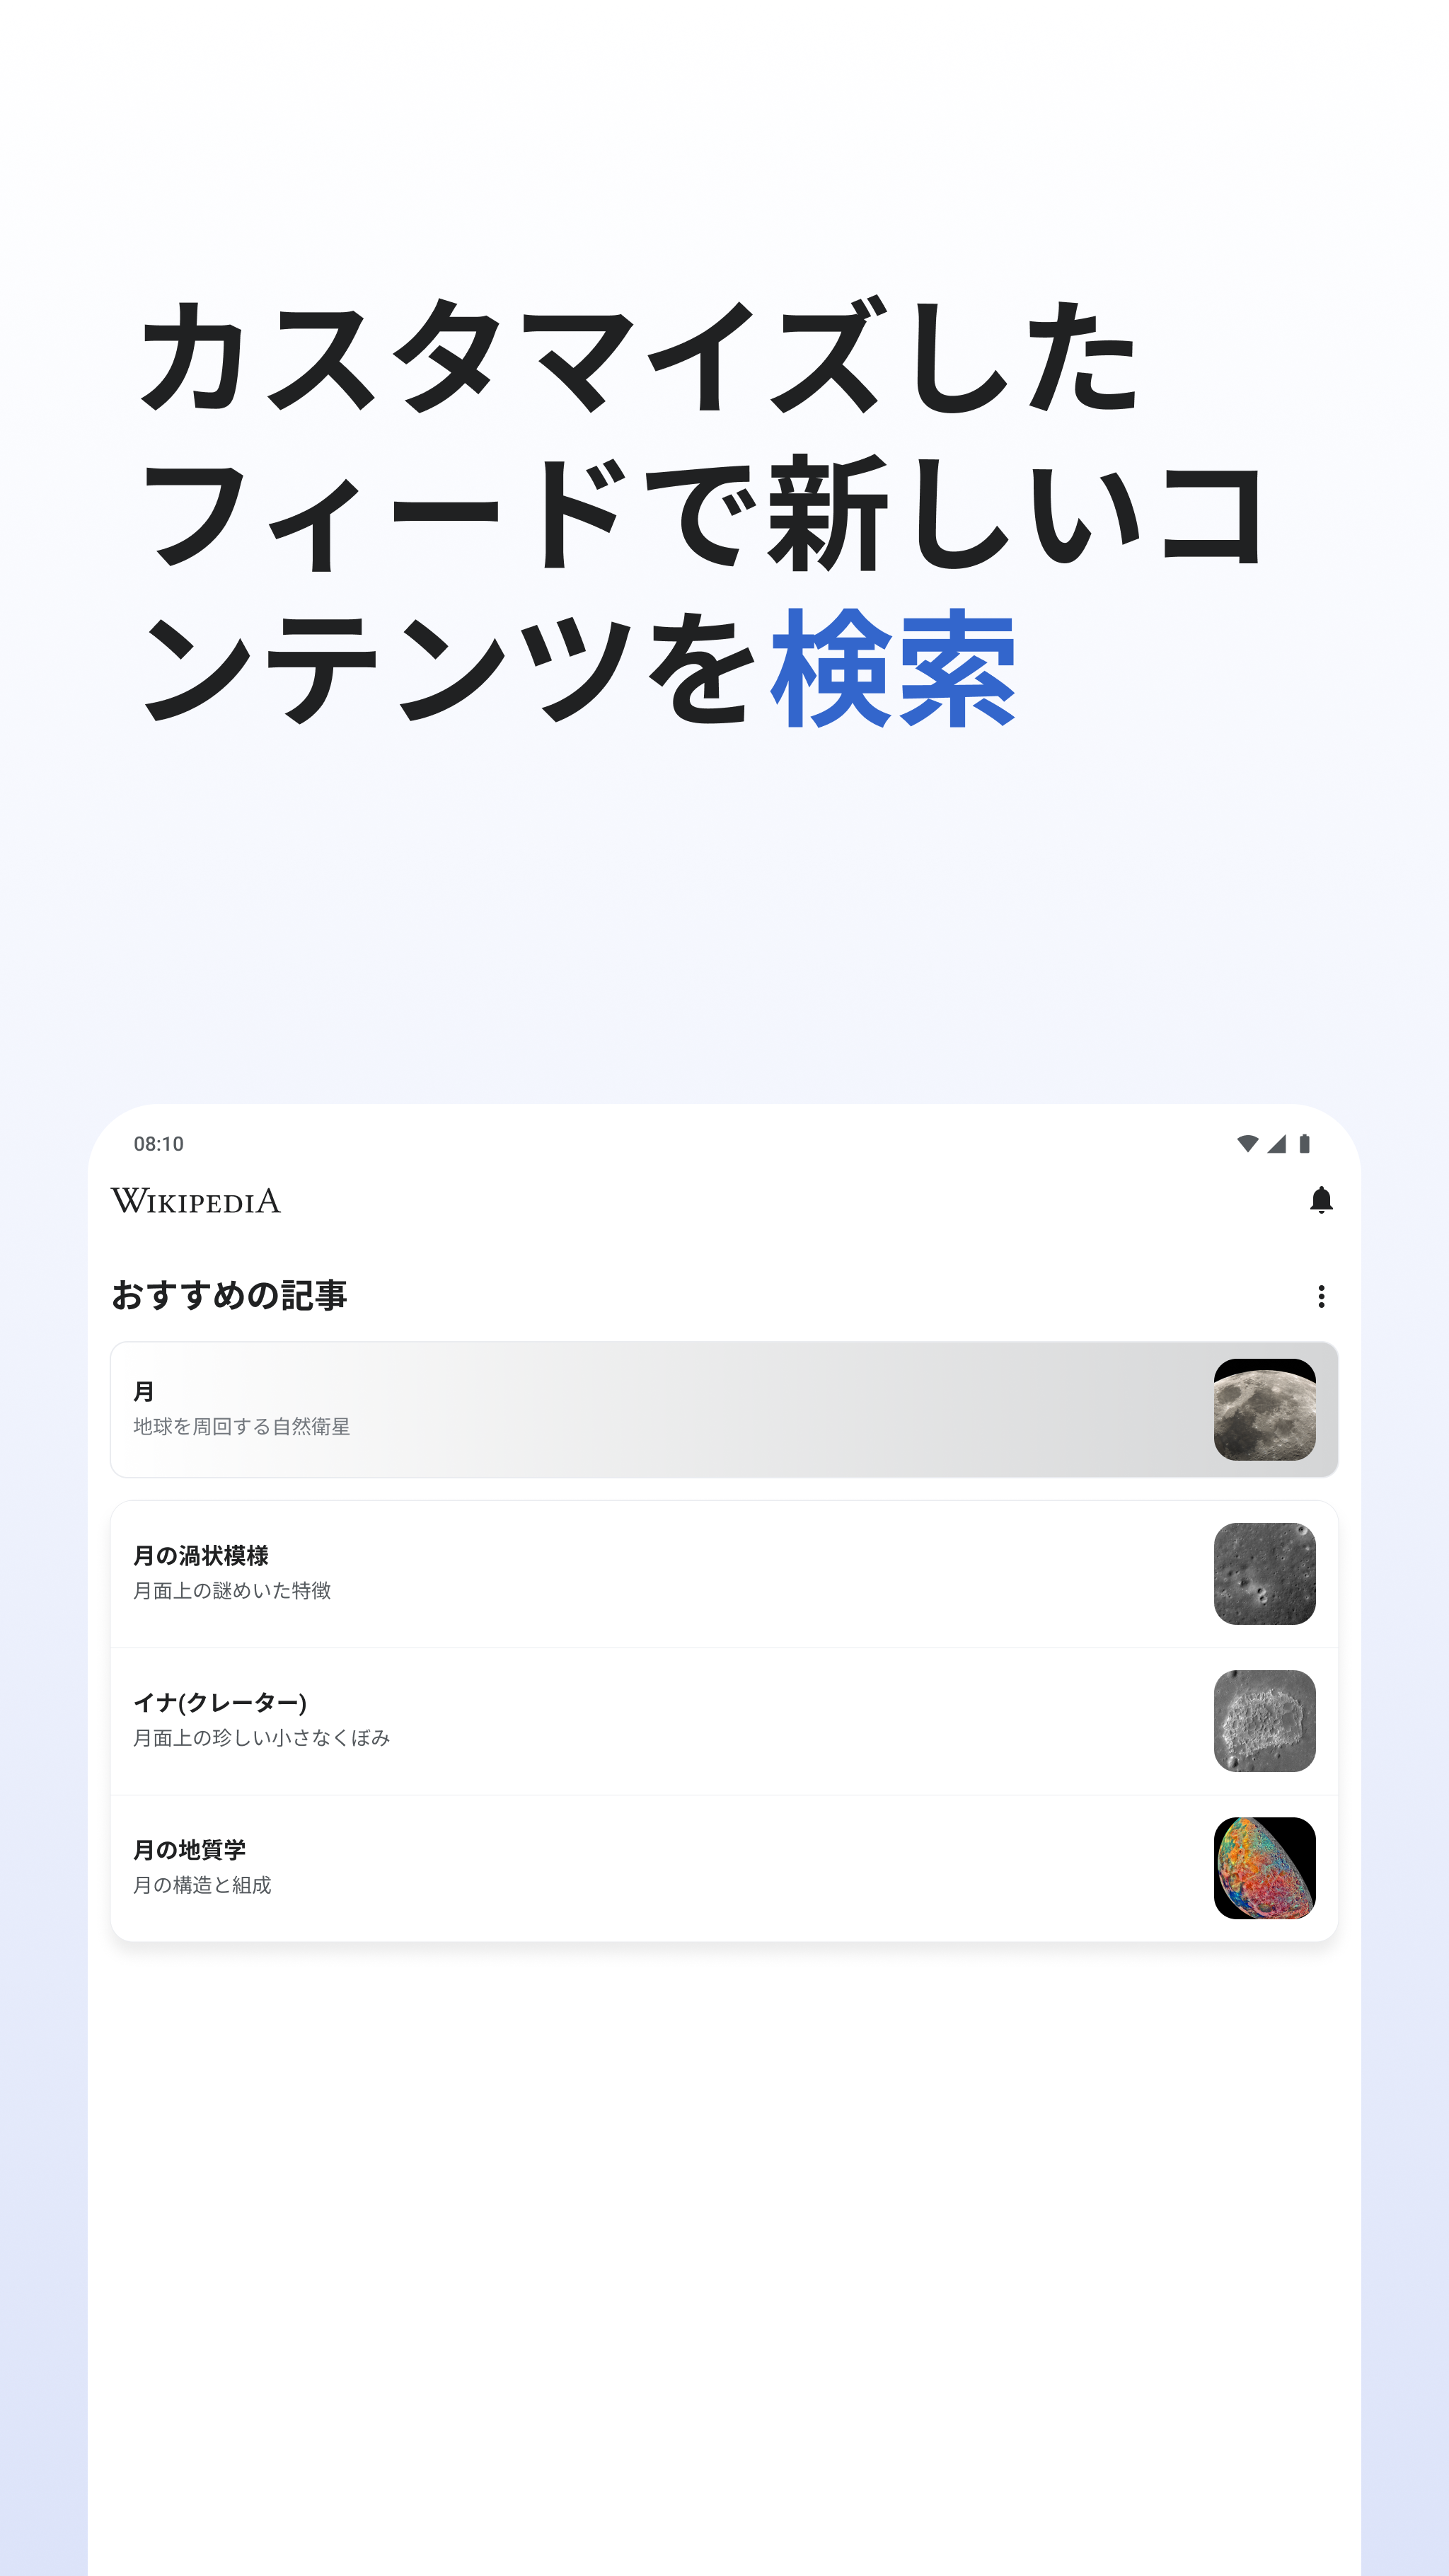 カスタマイズした
フィードで新しいコ
ンテンツを検索
08:10
WIKIPEDIA
おすすめの記事
月
地球を周回する自然衛星
月の渦状模様
月面上の謎めいた特徴
イナ(クレーター)
月面上の珍しい小さなくぼみ
月の地質学
月の構造と組成